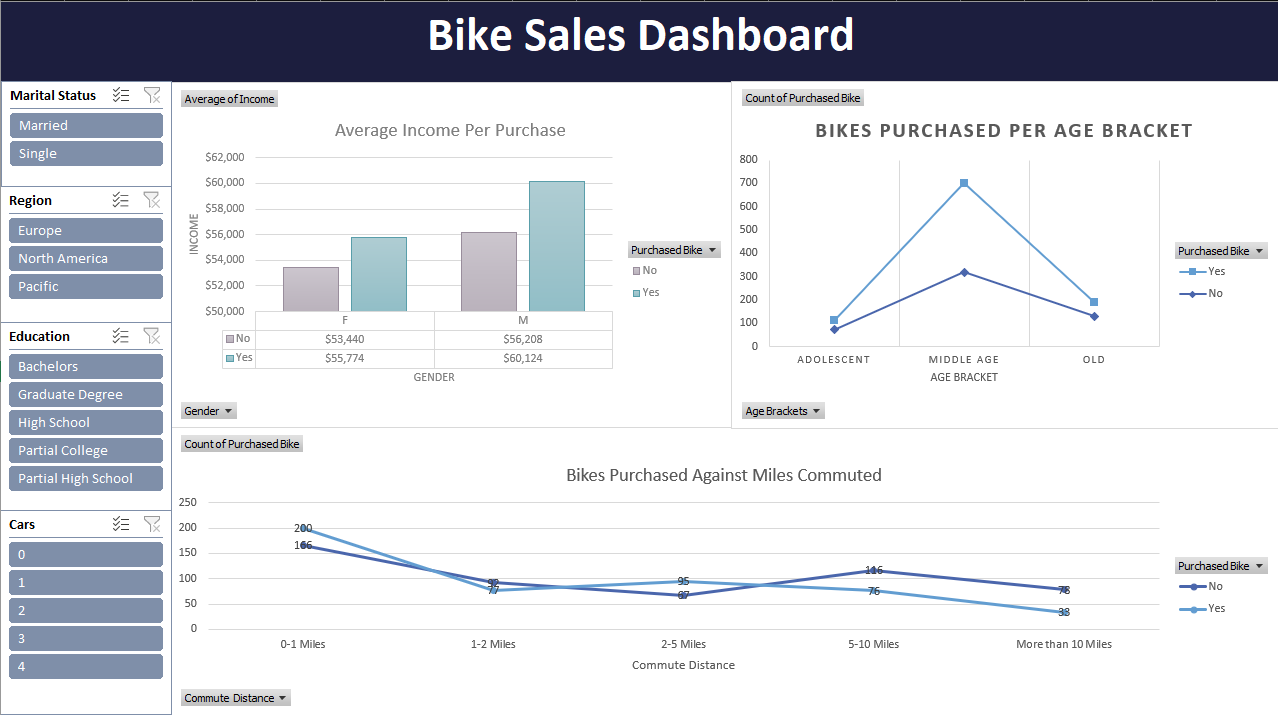 Bike Sales Dashboard
Marital Status
Married
Single
Region
Europe
North America
Pacific
Education
Bachelors
Graduate Degree
High School
Partial College
Partial High School
Cars
0
1
2
3
4
Average of Income
Average Income Per Purchase
$62,000
$60,000
$58,000
$56,000
$54,000
$52,000
$50,000
INCOME
F M
No $53,440 $56,208
Yes $55,774 $60,124
GENDER
Purchased Bike
No
Yes
Gender
Count of Purchased Bike
BIKES PURCHASED PER AGE BRACKET
800
700
600
500
400
300
200
100
0
ADOLESCENT MIDDLE AGE OLD
AGE BRACKET
Purchased Bike
Yes
No
Age Brackets
Count of Purchased Bike
Bikes Purchased Against Miles Commuted
250
200
150
100
50
0
200
166
92
77
95
67
116
76
78
33
0-1 Miles 1-2 Miles 2-5 Miles 5-10 Miles More than 10 Miles
Commute Distance
Purchased Bike
No
Yes
Commute Distance